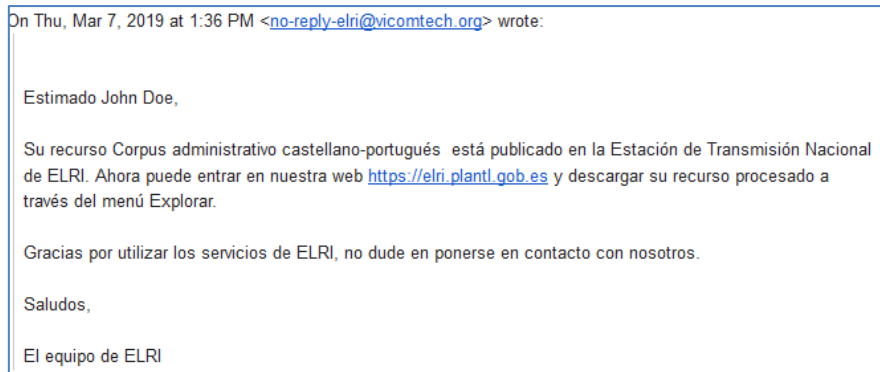 On Thu, Mar 7, 2019 at 1:36 PM <no-reply-elri@vicomtech.org> wrote:
Estimado John Doe,
Su recurso Corpus administrativo castellano-portugués está publicado en la Estación de Transmisión Nacional
de ELRI. Ahora puede entrar en nuestra web https://elri.plantl.gob.es y descargar su recurso procesado a
través del menú Explorar.
Gracias por utilizar los servicios de ELRI, no dude en ponerse en contacto con nosotros.
Saludos,
El equipo de ELRI